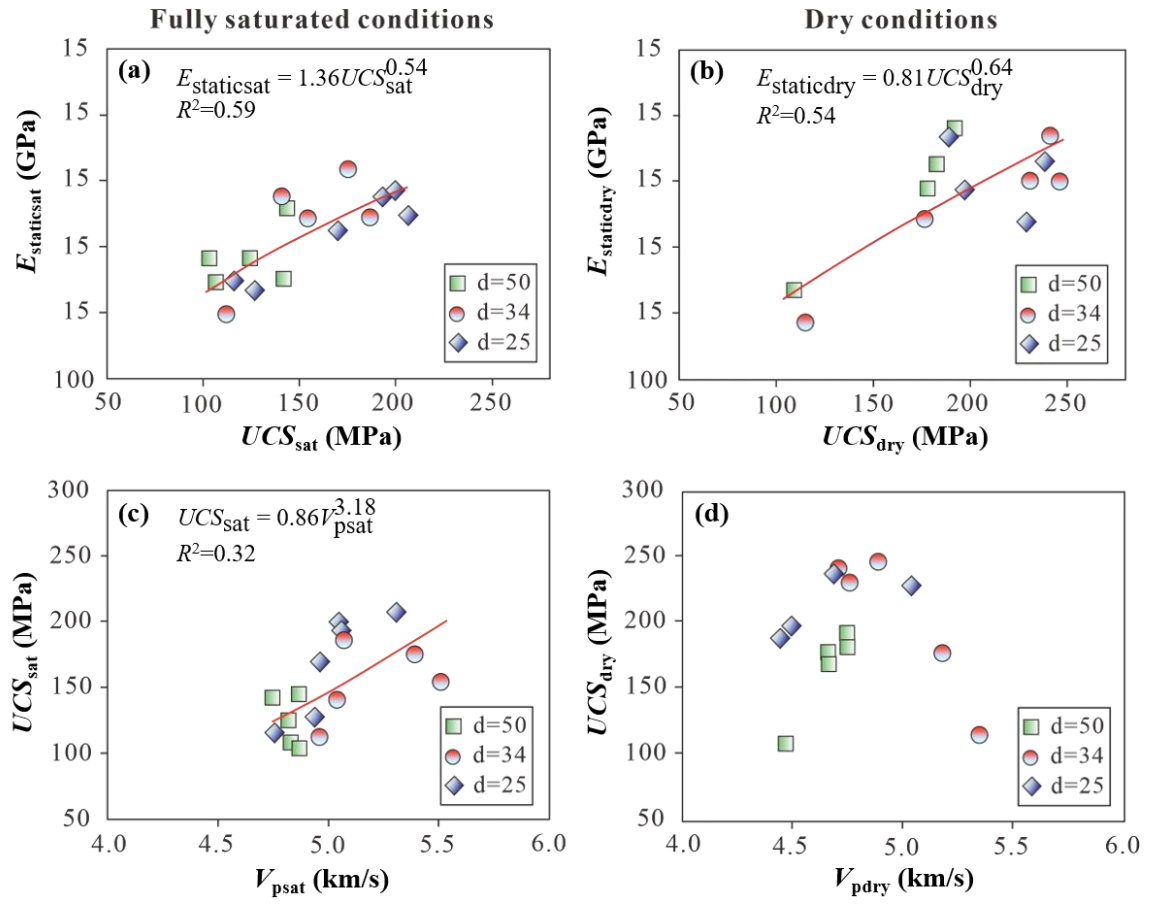 Fully saturated conditions
Dry conditions
(a)
E_staticsat = 1.36UCS_sat^0.54
R²=0.59
15
15
15
15
15
100
50
100
150
200
250
E_staticsat (GPa)
UCS_sat (MPa)
d=50
d=34
d=25
(b)
E_staticdry = 0.81UCS_dry^0.64
R²=0.54
15
15
15
15
15
100
50
100
150
200
250
E_staticdry (GPa)
UCS_dry (MPa)
d=50
d=34
d=25
(c)
UCS_sat = 0.86V_psat^3.18
R²=0.32
300
250
200
150
100
50
4.0
4.5
5.0
5.5
6.0
UCS_sat (MPa)
V_psat (km/s)
d=50
d=34
d=25
(d)
300
250
200
150
100
50
4.0
4.5
5.0
5.5
6.0
UCS_dry (MPa)
V_pdry (km/s)
d=50
d=34
d=25